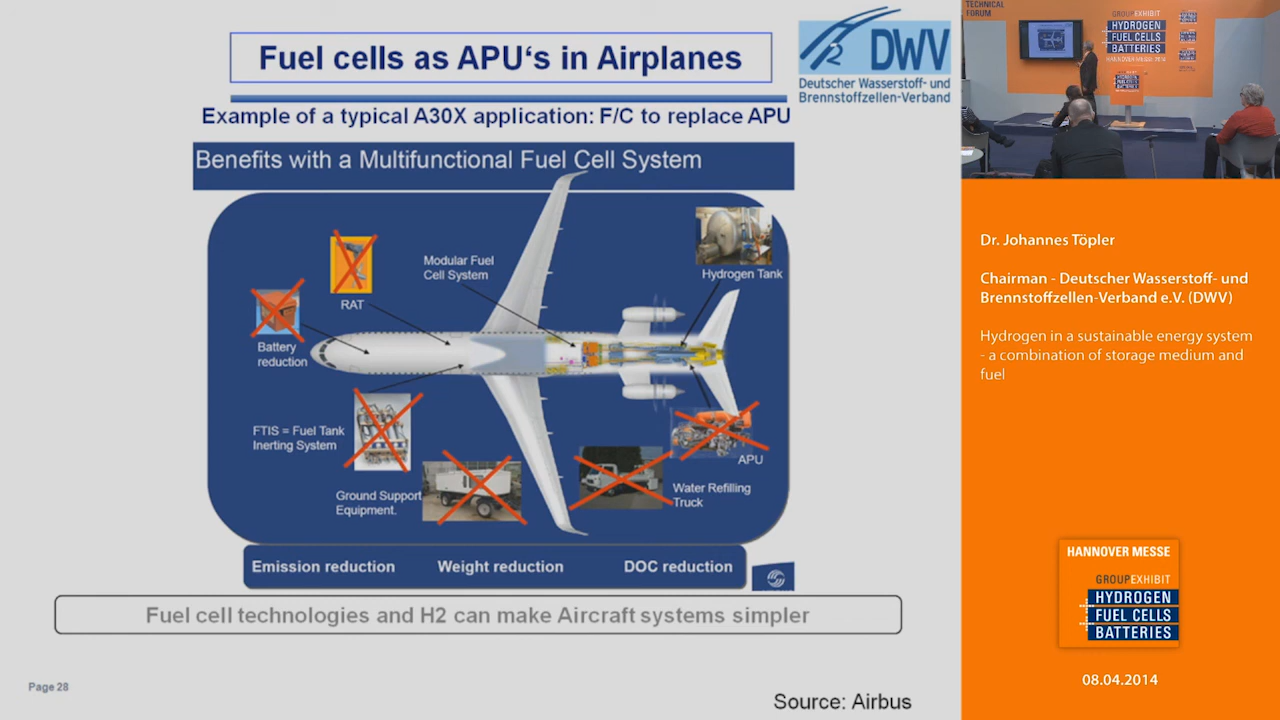 Fuel cells as APU‘s in Airplanes
DWV
Deutscher Wasserstoff- und
Brennstoffzellen-Verband
Example of a typical A30X application: F/C to replace APU
Benefits with a Multifunctional Fuel Cell System
RAT
Modular Fuel
Cell System
Hydrogen Tank
Battery
reduction
FTIS = Fuel Tank
Inerting System
Ground Support
Equipment.
APU
Water Refilling
Truck
Emission reduction
Weight reduction
DOC reduction
Fuel cell technologies and H2 can make Aircraft systems simpler
Page 28
Source: Airbus
TECHNICAL
FORUM
GROUP EXHIBIT
HYDROGEN
FUEL CELLS
BATTERIES
HANNOVER MESSE 2014
Dr. Johannes Töpler
Chairman - Deutscher Wasserstoff- und
Brennstoffzellen-Verband e.V. (DWV)
Hydrogen in a sustainable energy system
- a combination of storage medium and
fuel
HANNOVER MESSE
GROUPEXHIBIT
HYDROGEN
FUEL CELLS
BATTERIES
08.04.2014